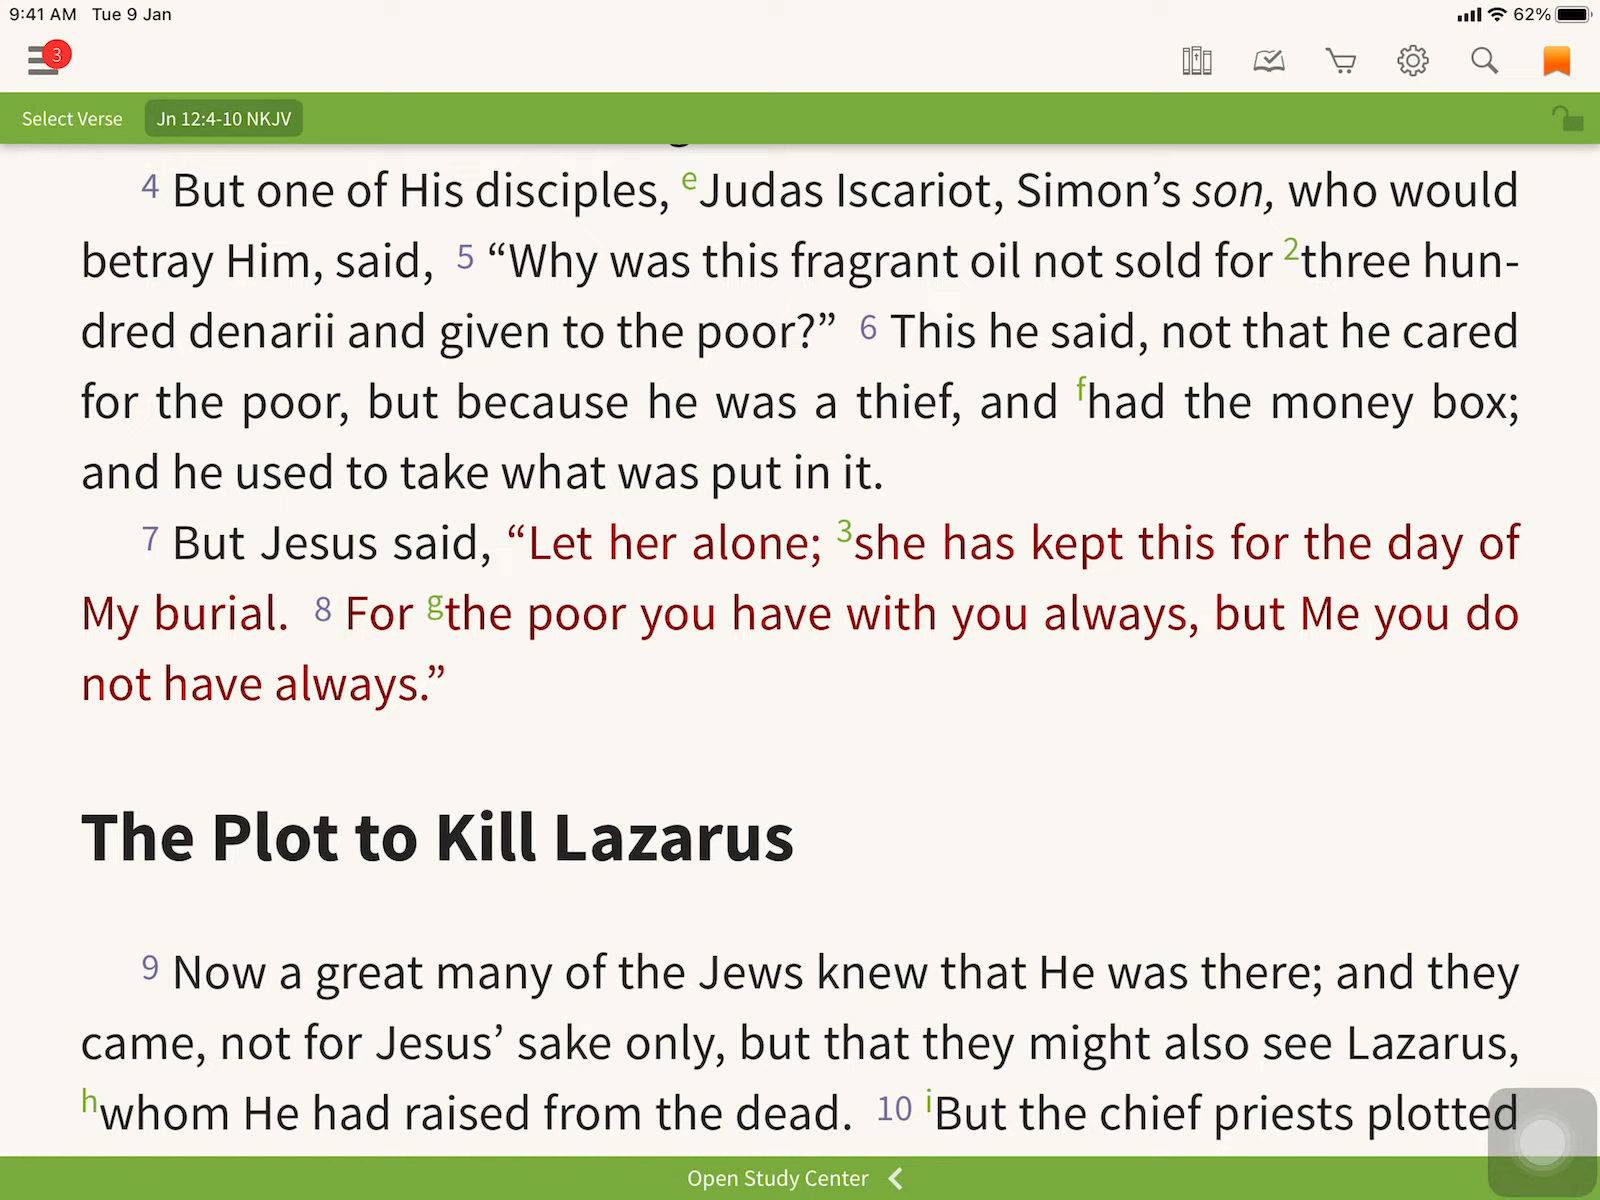 9:41 AM Tue 9 Jan 62%
3
Select Verse Jn 12:4-10 NKJV
4 But one of His disciples, eJudas Iscariot, Simon’s son, who would
betray Him, said, 5 “Why was this fragrant oil not sold for 2three hun-
dred denarii and given to the poor?” 6 This he said, not that he cared
for the poor, but because he was a thief, and fhad the money box;
and he used to take what was put in it.
7 But Jesus said, “Let her alone; 3she has kept this for the day of
My burial. 8 For gthe poor you have with you always, but Me you do
not have always.”
The Plot to Kill Lazarus
9 Now a great many of the Jews knew that He was there; and they
came, not for Jesus’ sake only, but that they might also see Lazarus,
hwhom He had raised from the dead. 10 iBut the chief priests plotted
Open Study Center